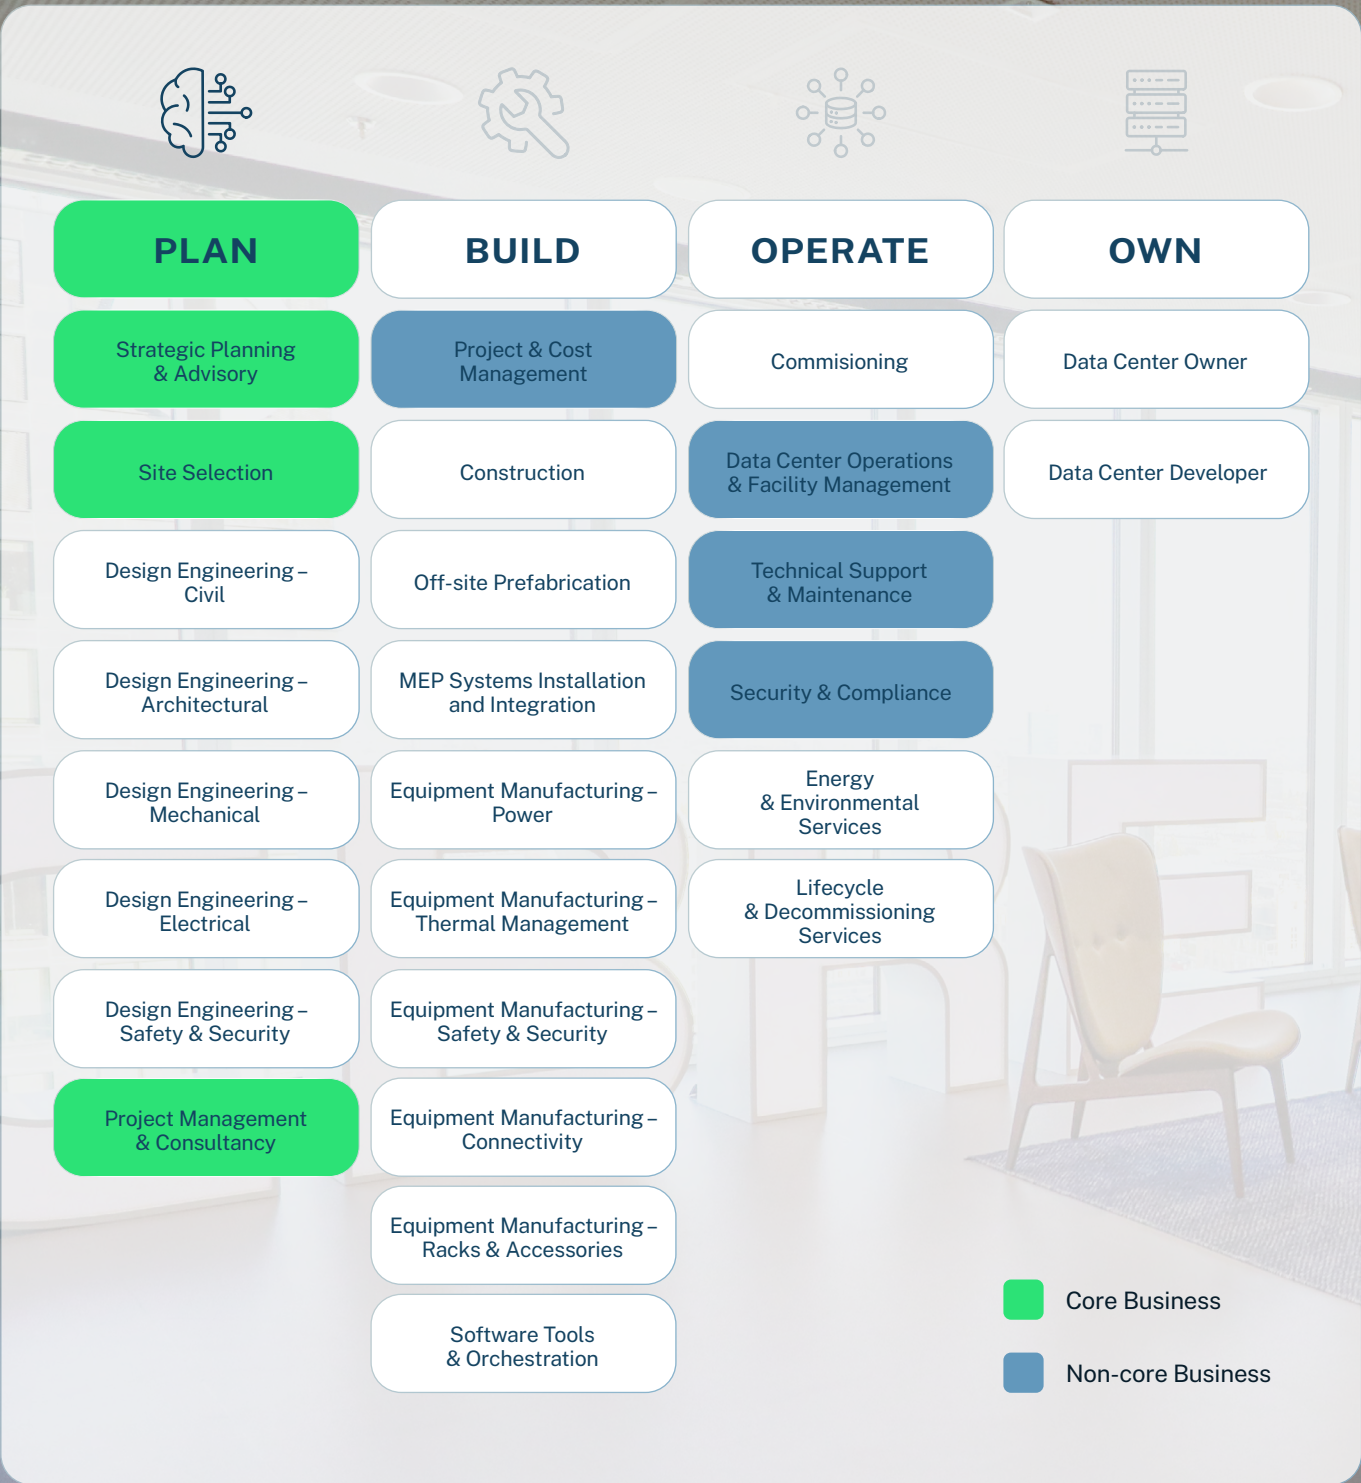 PLAN
Strategic Planning
& Advisory
Site Selection
Design Engineering –
Civil
Design Engineering –
Architectural
Design Engineering –
Mechanical
Design Engineering –
Electrical
Design Engineering –
Safety & Security
Project Management
& Consultancy
BUILD
Project & Cost
Management
Construction
Off-site Prefabrication
MEP Systems Installation
and Integration
Equipment Manufacturing –
Power
Equipment Manufacturing –
Thermal Management
Equipment Manufacturing –
Safety & Security
Equipment Manufacturing –
Connectivity
Equipment Manufacturing –
Racks & Accessories
Software Tools
& Orchestration
OPERATE
Commisioning
Data Center Operations
& Facility Management
Technical Support
& Maintenance
Security & Compliance
Energy
& Environmental
Services
Lifecycle
& Decommissioning
Services
OWN
Data Center Owner
Data Center Developer
Core Business
Non-core Business